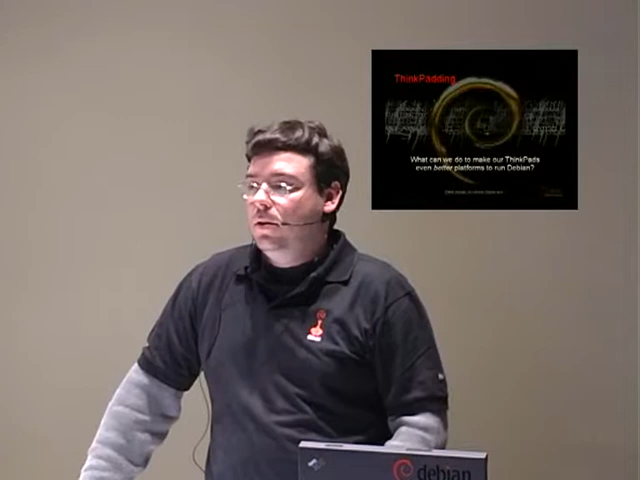 ThinkPadding
What can we do to make our ThinkPads
even better platforms to run Debian?
debian